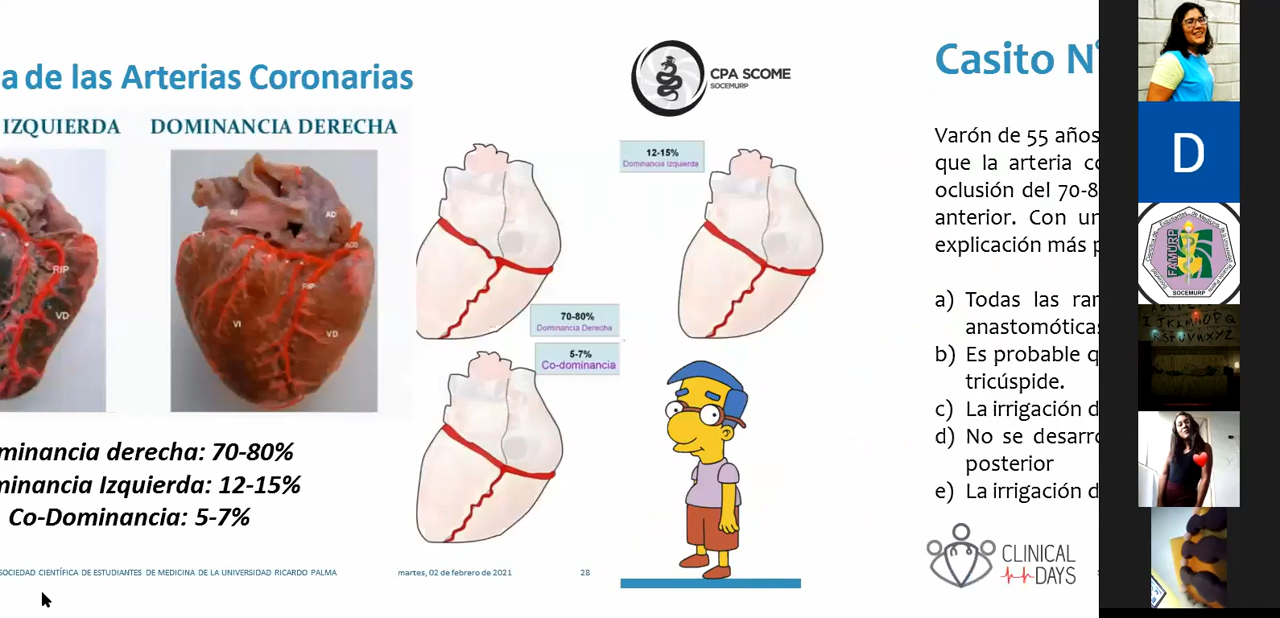 a de las Arterias Coronarias
IZQUIERDA
DOMINANCIA DERECHA
AI
AD
RIP
VD
VI
RIP
VD
minancia derecha: 70-80%
minancia Izquierda: 12-15%
Co-Dominancia: 5-7%
SOCIEDAD CIENTÍFICA DE ESTUDIANTES DE MEDICINA DE LA UNIVERSIDAD RICARDO PALMA
martes, 02 de febrero de 2021
28
CPA SCOME
SOCEMURP
12-15%
Dominancia Izquierda
70-80%
Dominancia Derecha
5-7%
Co-dominancia
Casito N°
Varón de 55 años
que la arteria co
oclusión del 70-8
anterior. Con un
explicación más p
a) Todas las ran
anastomóticas
b) Es probable q
tricúspide.
c) La irrigación d
d) No se desarro
posterior
e) La irrigación d
CLINICAL
DAYS
D
FAMURP
SOCEMURP